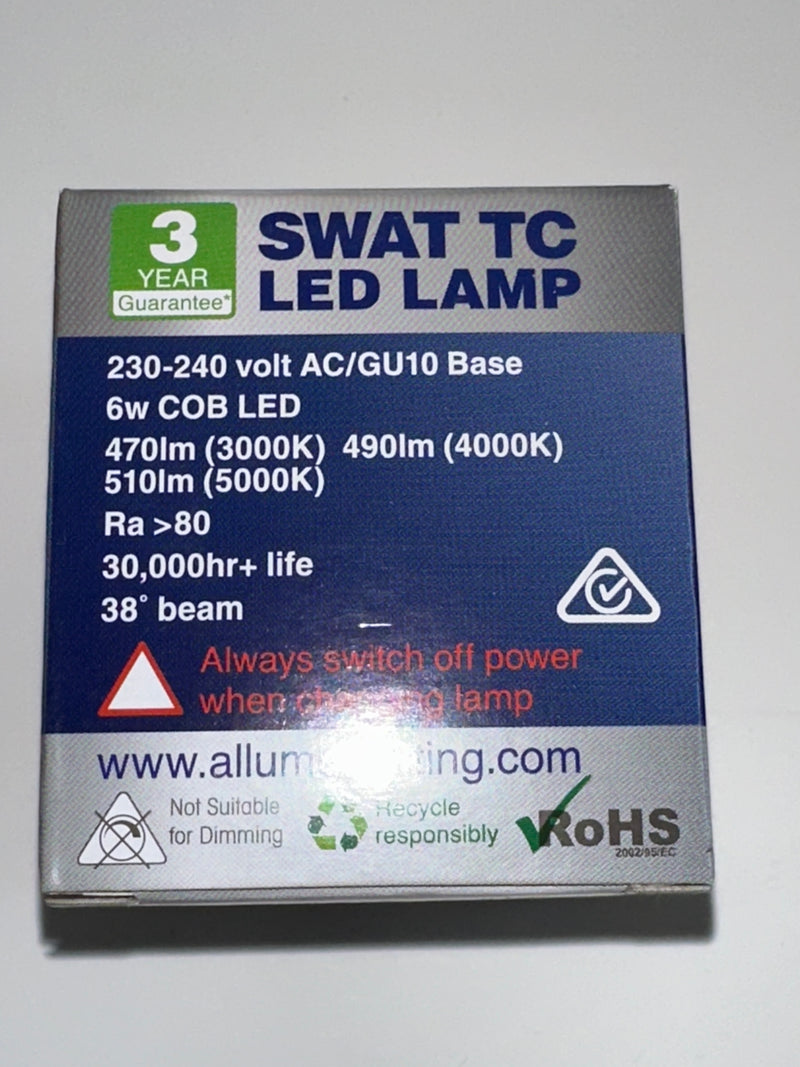 3
YEAR
Guarantee*
SWAT TC
LED LAMP
230-240 volt AC/GU10 Base
6w COB LED
470lm (3000K) 490lm (4000K)
510lm (5000K)
Ra >80
30,000hr+ life
38° beam
Always switch off power
when changing lamp
Not Suitable
for Dimming
Recycle
responsibly
RoHS
2002/95/EC